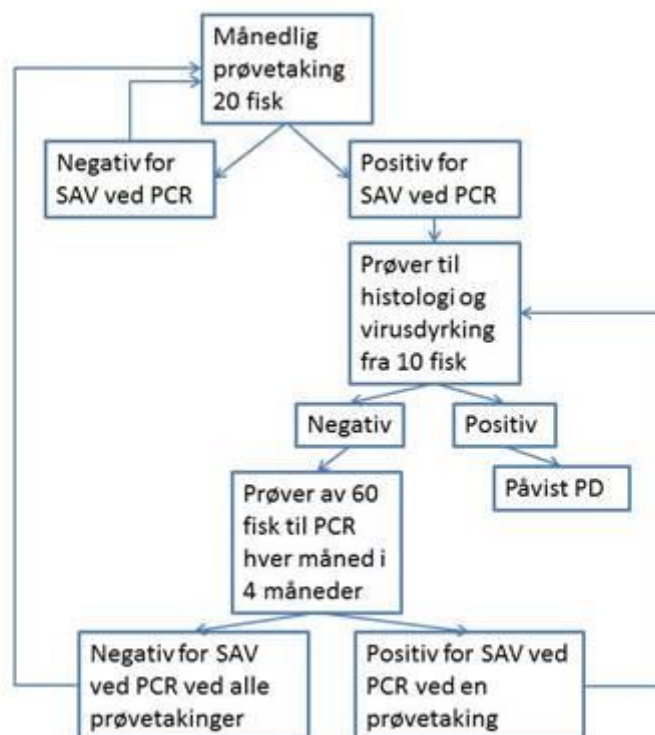 Månedlig
prøvetaking
20 fisk
Negativ for
SAV ved PCR
Positiv for
SAV ved PCR
Prøver til
histologi og
virusdyrking
fra 10 fisk
Negativ
Positiv
Påvist PD
Prøver av 60
fisk til PCR
hver måned i
4 måneder
Negativ for SAV
ved PCR ved alle
prøvetakinger
Positiv for SAV ved
PCR ved en
prøvetaking